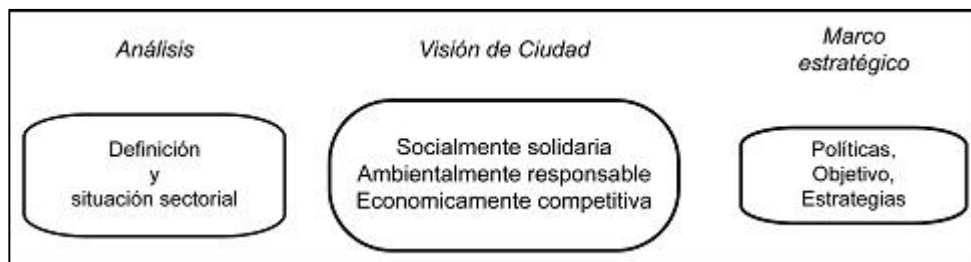 Análisis
Definición
y
situación sectorial
Visión de Ciudad
Socialmente solidaria
Ambientalmente responsable
Economicamente competitiva
Marco
estratégico
Políticas,
Objetivo,
Estrategias